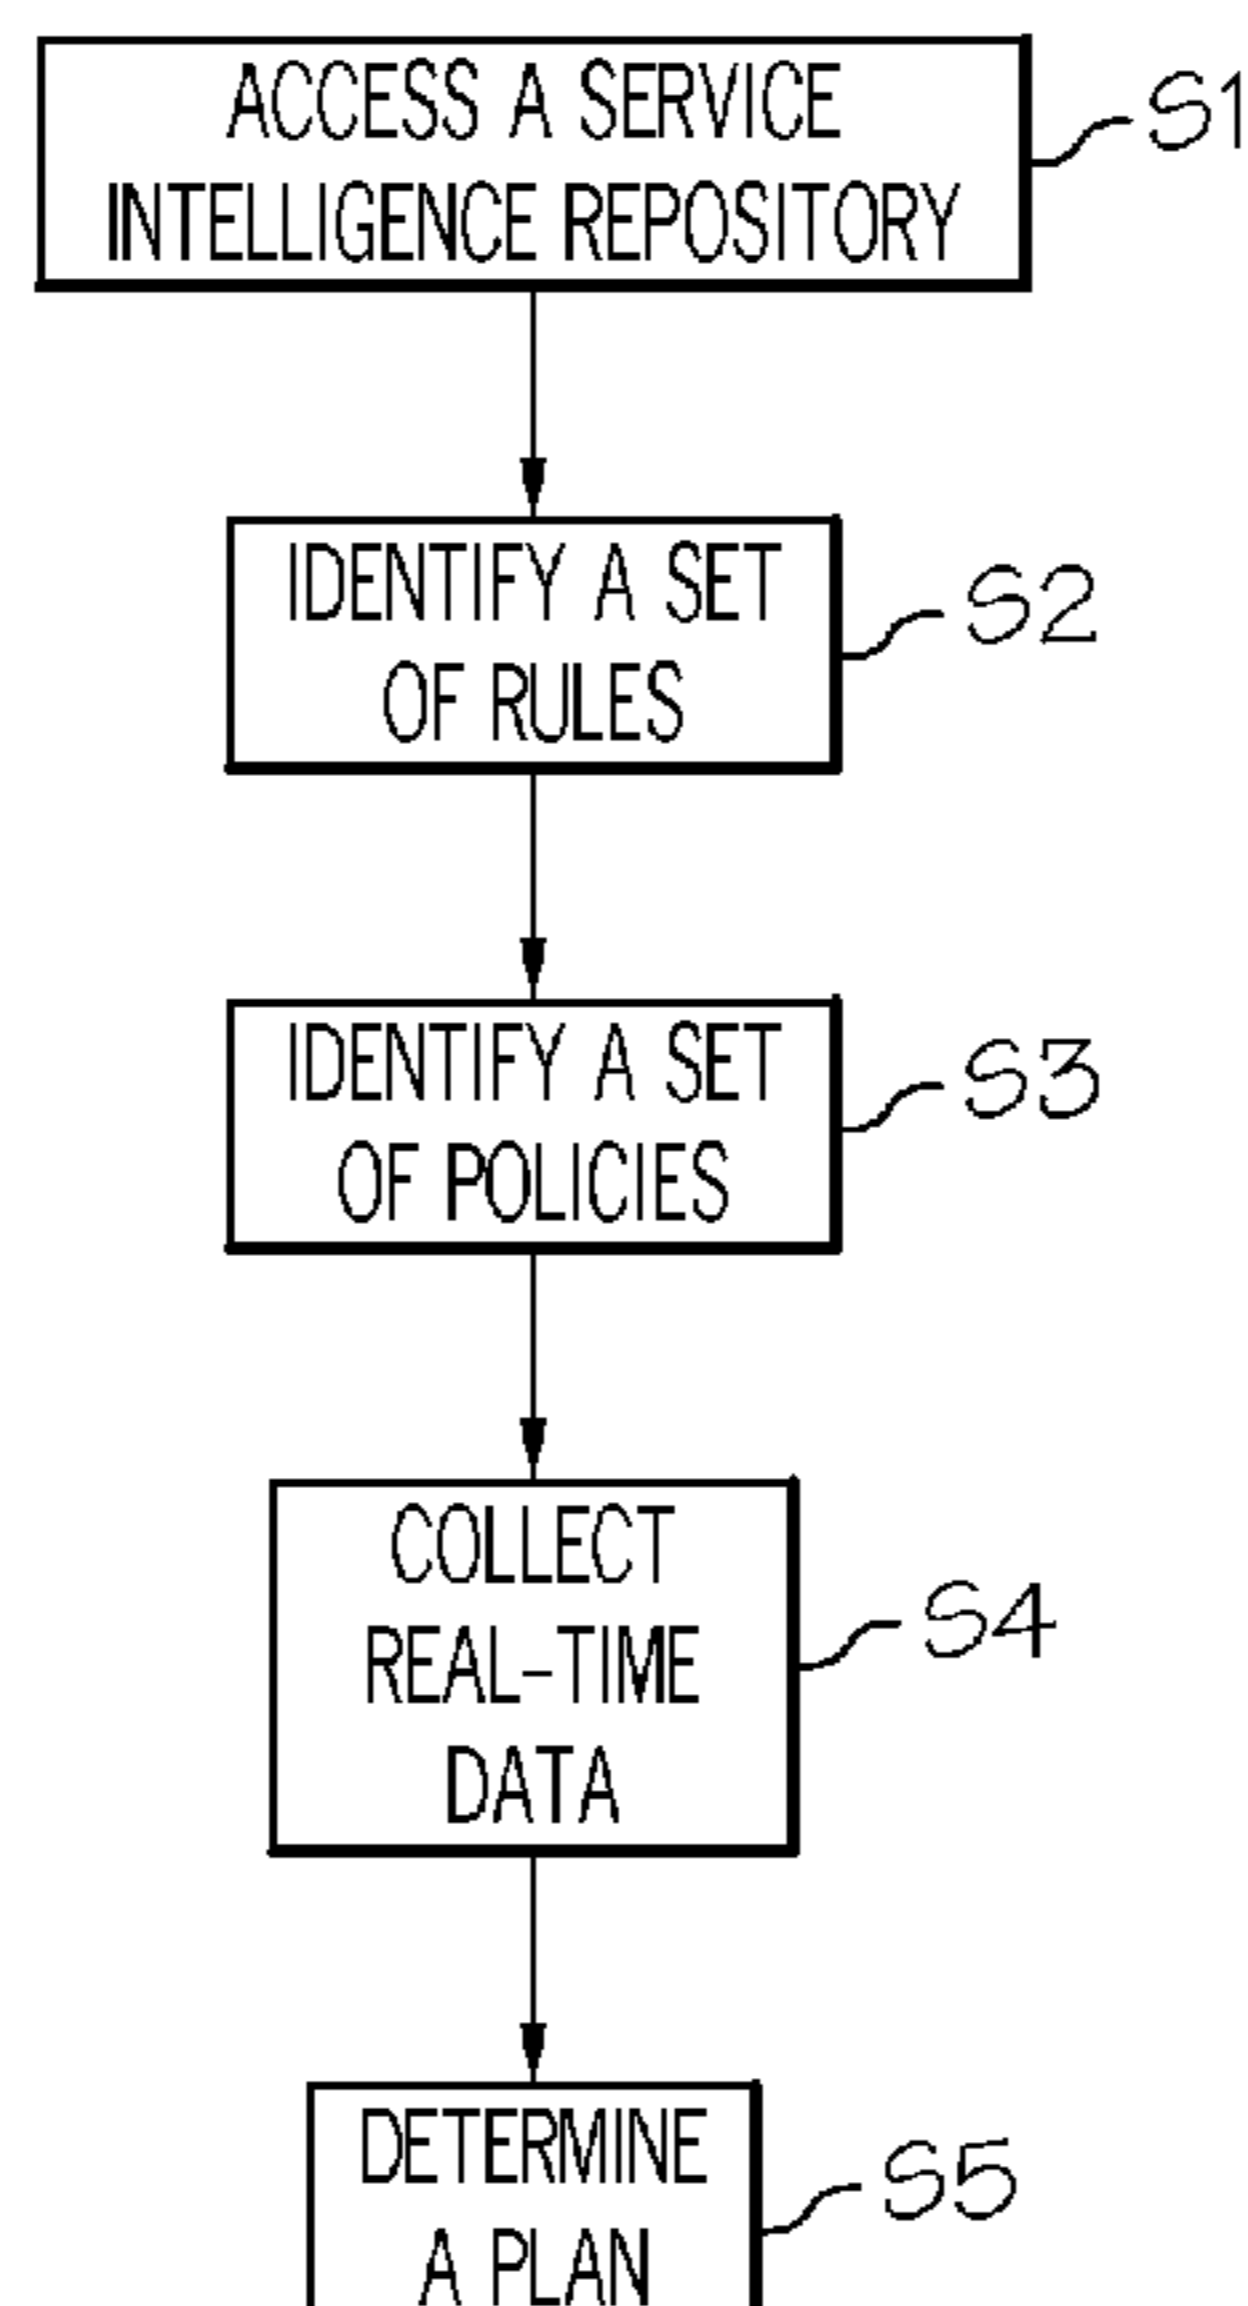 ACCESS A SERVICE
INTELLIGENCE REPOSITORY
S1
IDENTIFY A SET
OF RULES
S2
IDENTIFY A SET
OF POLICIES
S3
COLLECT
REAL-TIME
DATA
S4
DETERMINE
A PLAN
S5